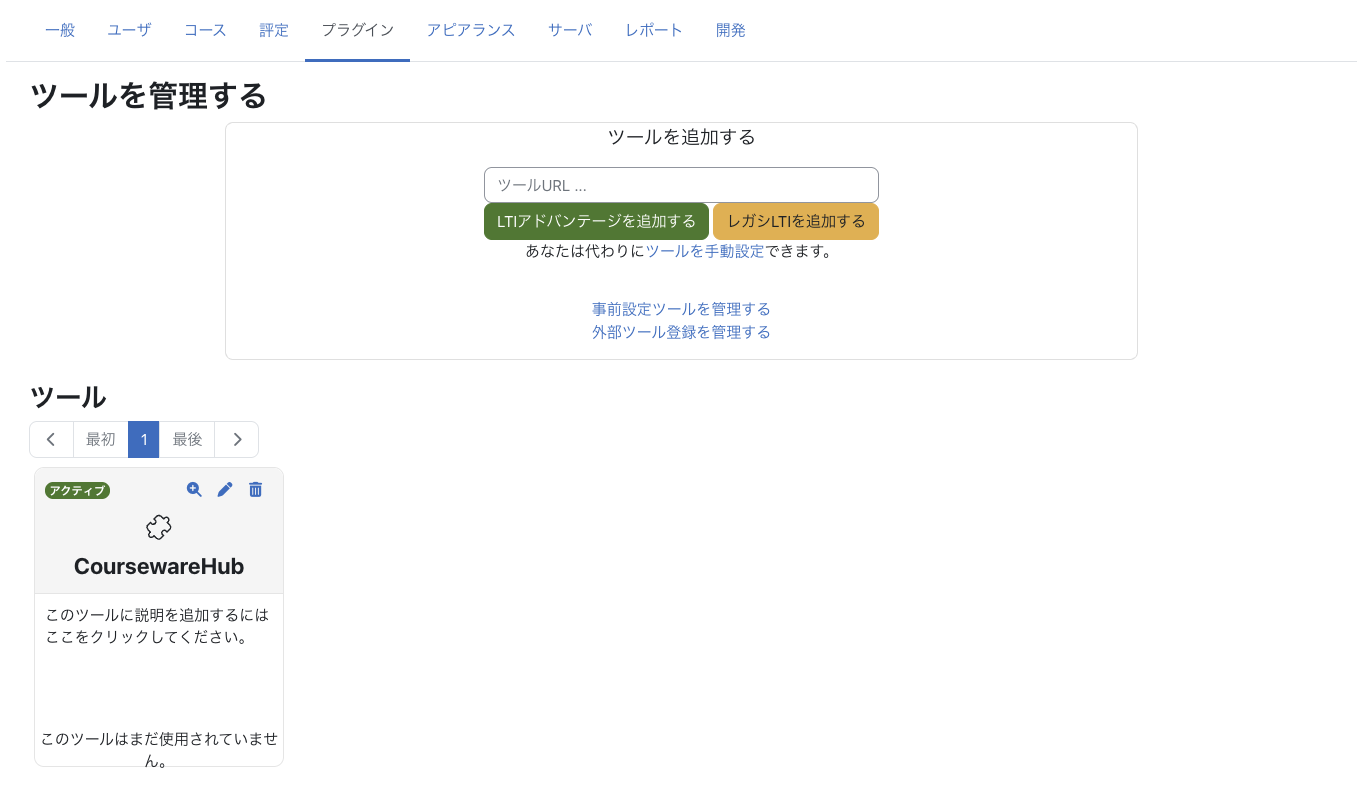 一般 ユーザ コース 評定 プラグイン アピアランス サーバ レポート 開発
ツールを管理する
ツールを追加する
ツールURL ...
LTIアドバンテージを追加する レガシLTIを追加する
あなたは代わりにツールを手動設定できます。
事前設定ツールを管理する
外部ツール登録を管理する
ツール
最初 1 最後
アクティブ
CoursewareHub
このツールに説明を追加するには
ここをクリックしてください。
このツールはまだ使用されていませ
ん。